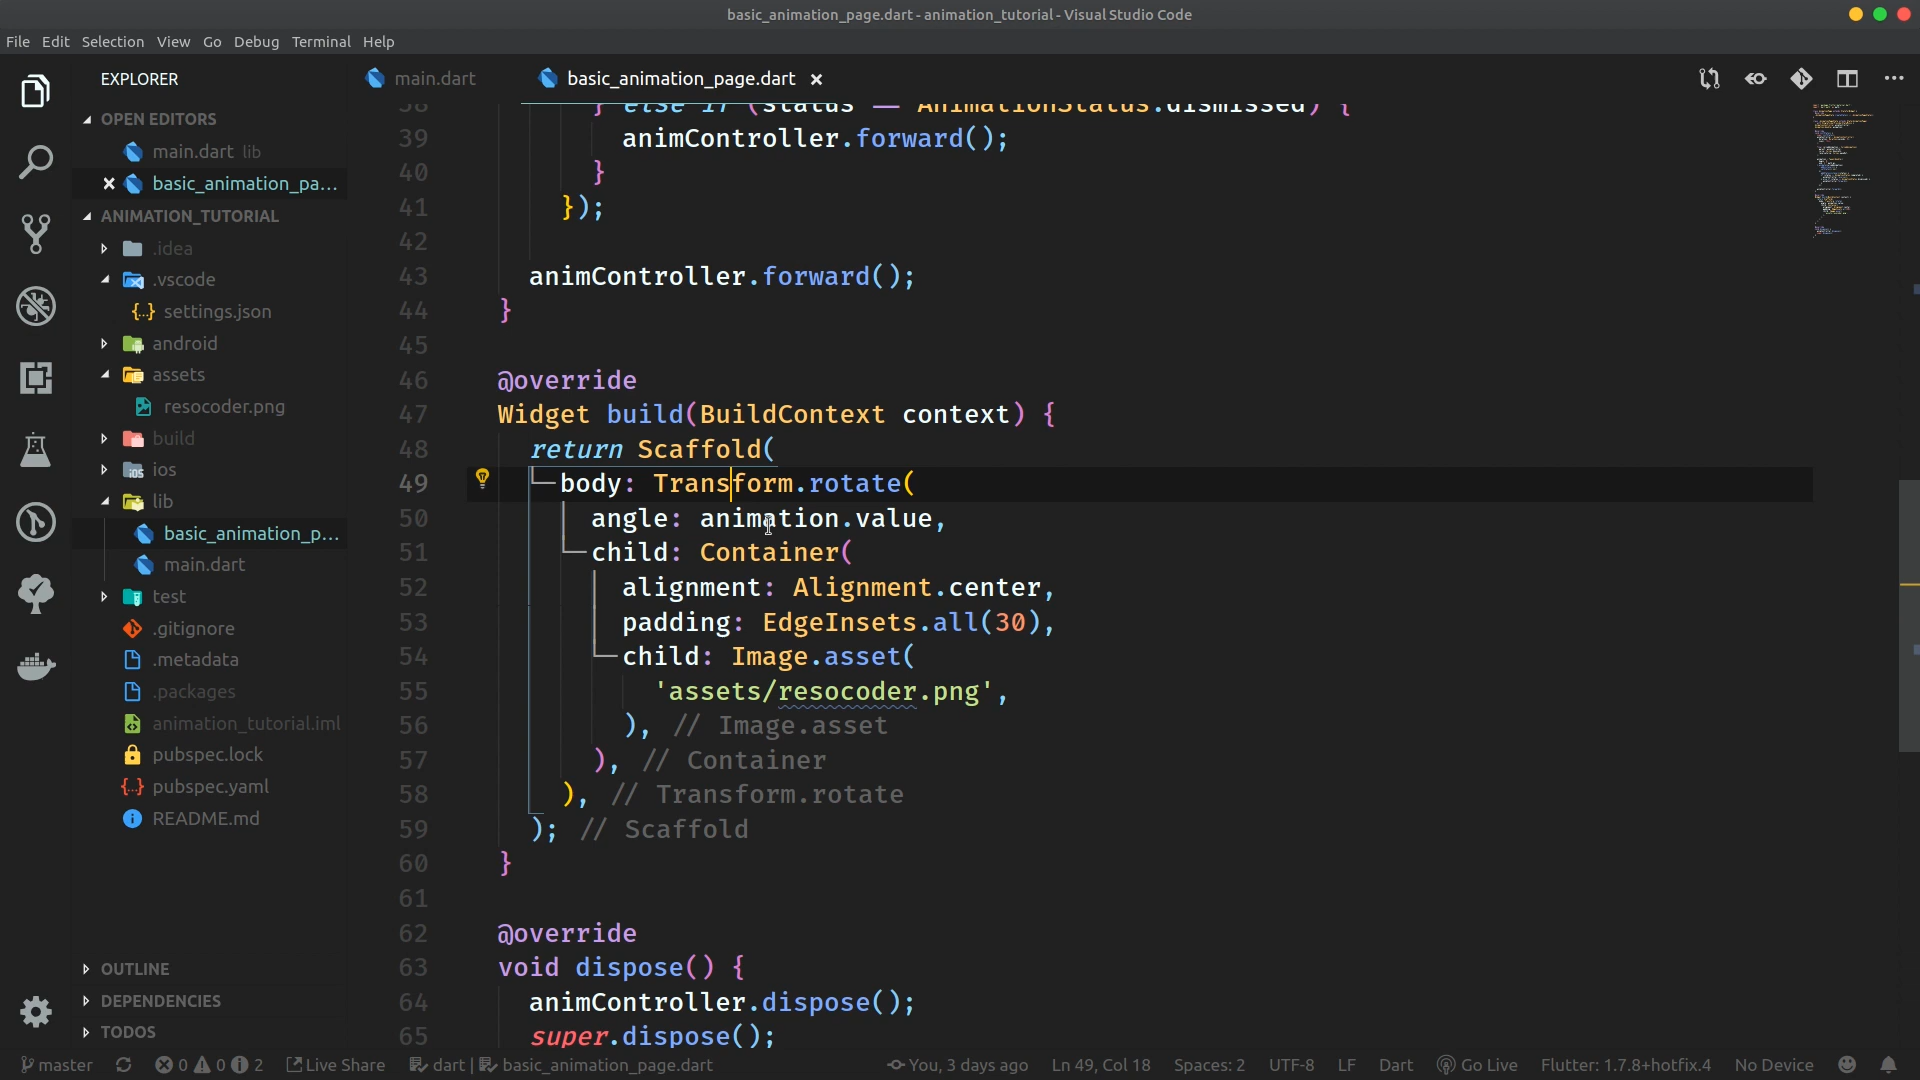 basic_animation_page.dart - animation_tutorial - Visual Studio Code
File Edit Selection View Go Debug Terminal Help
EXPLORER
OPEN EDITORS
main.dart lib
basic_animation_pa...
ANIMATION_TUTORIAL
.idea
.vscode
settings.json
android
assets
resocoder.png
build
ios
lib
basic_animation_p...
main.dart
test
.gitignore
.metadata
.packages
animation_tutorial.iml
pubspec.lock
pubspec.yaml
README.md
OUTLINE
DEPENDENCIES
TODOS
main.dart basic_animation_page.dart
38 } else if (status == AnimationStatus.dismissed) {
39 animController.forward();
40 }
41 });
42
43 animController.forward();
44 }
45
46 @override
47 Widget build(BuildContext context) {
48 return Scaffold(
49 body: Transform.rotate(
50 angle: animation.value,
51 child: Container(
52 alignment: Alignment.center,
53 padding: EdgeInsets.all(30),
54 child: Image.asset(
55 'assets/resocoder.png',
56 ), // Image.asset
57 ), // Container
58 ), // Transform.rotate
59 ); // Scaffold
60 }
61
62 @override
63 void dispose() {
64 animController.dispose();
65 super.dispose();
master 0 0 2 Live Share dart | basic_animation_page.dart You, 3 days ago Ln 49, Col 18 Spaces: 2 UTF-8 LF Dart Go Live Flutter: 1.7.8+hotfix.4 No Device